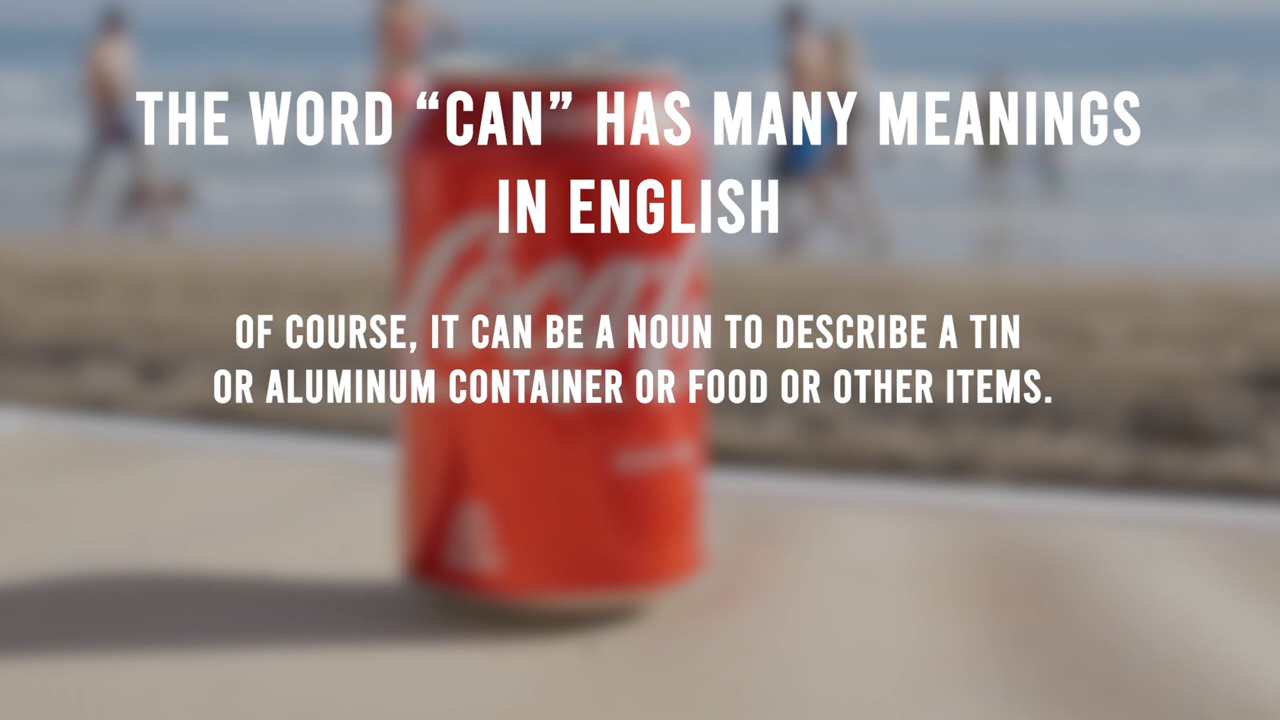 THE WORD “CAN” HAS MANY MEANINGS
IN ENGLISH
OF COURSE, IT CAN BE A NOUN TO DESCRIBE A TIN
OR ALUMINUM CONTAINER OR FOOD OR OTHER ITEMS.